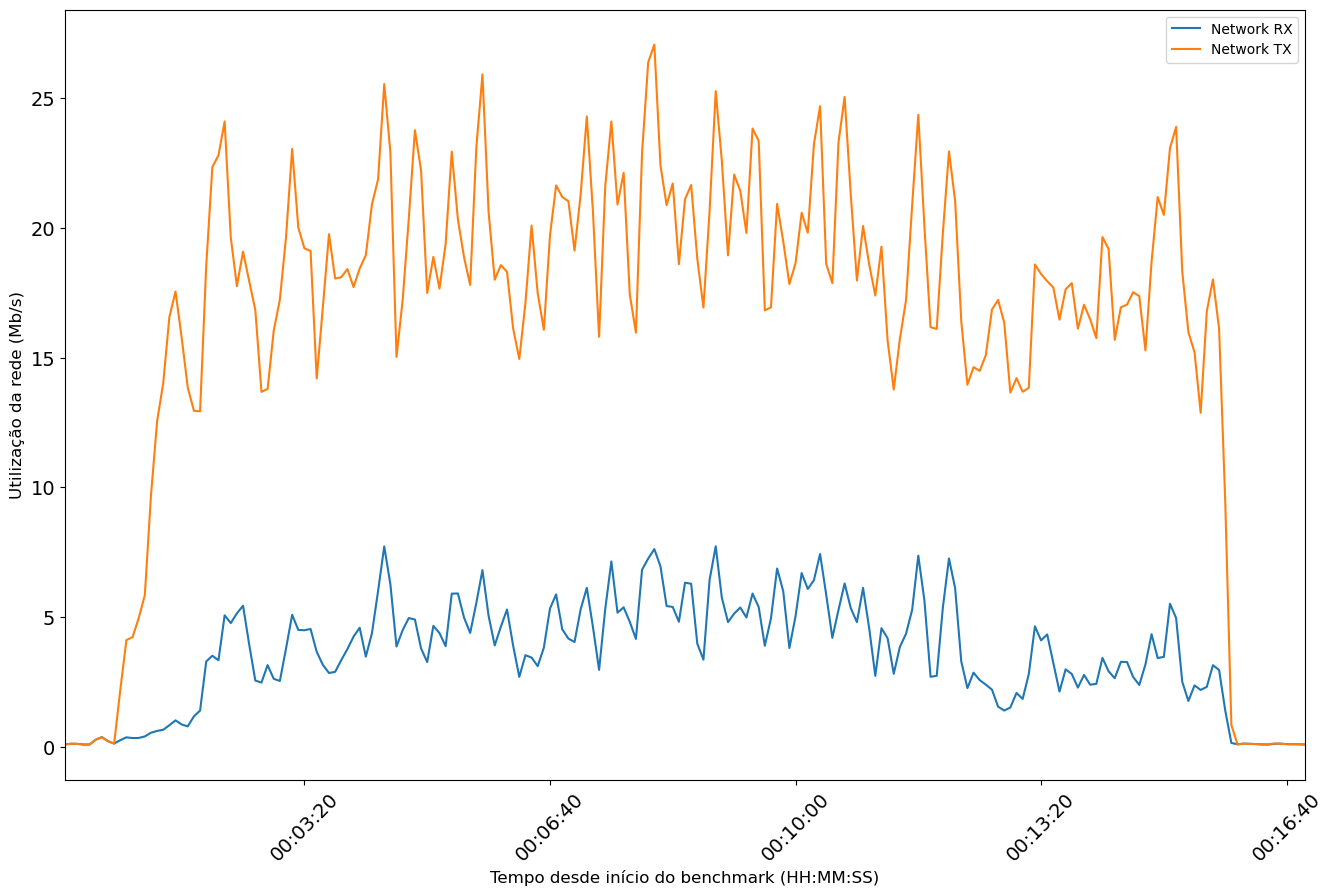 Network RX
Network TX
Utilização da rede (Mb/s)
25
20
15
10
5
0
00:03:20
00:06:40
00:10:00
00:13:20
00:16:40
Tempo desde início do benchmark (HH:MM:SS)